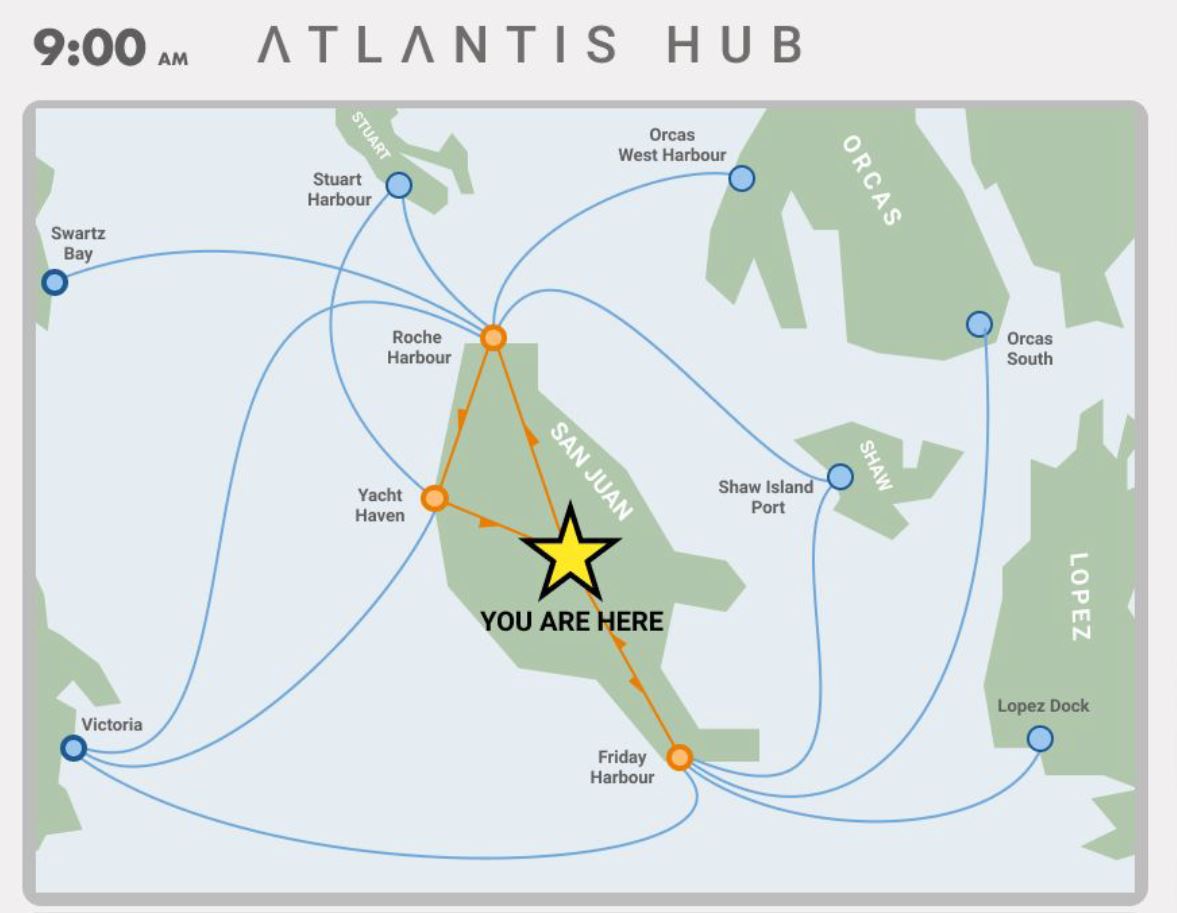 9:00 AM
ATLANTIS HUB
STUART
Orcas
West Harbour
ORCAS
Stuart
Harbour
Swartz
Bay
Roche
Harbour
Orcas
South
SAN JUAN
SHAW
Yacht
Haven
Shaw Island
Port
YOU ARE HERE
LOPEZ
Lopez Dock
Victoria
Friday
Harbour